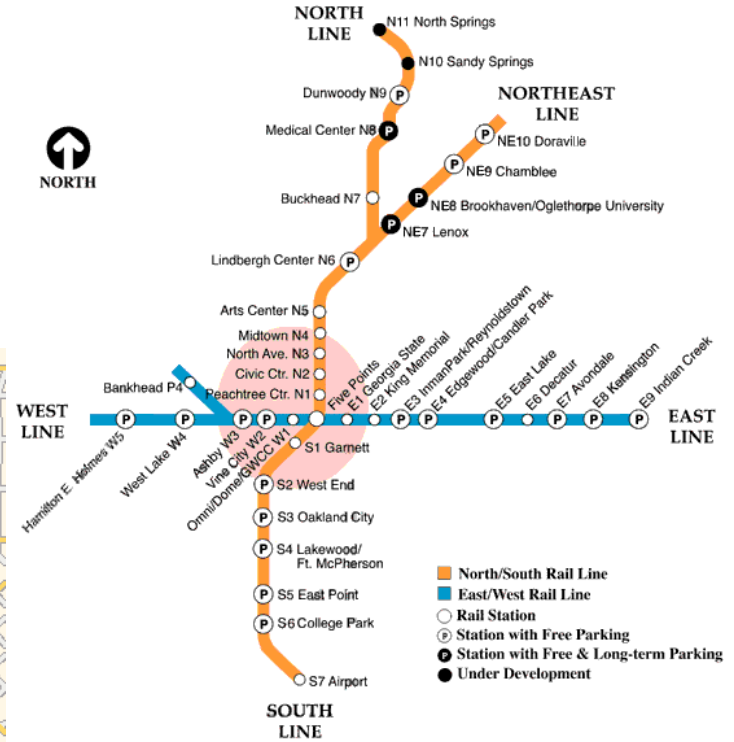 NORTH
LINE
N11 North Springs
N10 Sandy Springs
Dunwoody N9
NORTHEAST
LINE
Medical Center N8
NE10 Doraville
NORTH
NE9 Chamblee
Buckhead N7
NE8 Brookhaven/Oglethorpe University
NE7 Lenox
Lindbergh Center N6
Arts Center N5
Midtown N4
North Ave. N3
Civic Ctr. N2
Peachtree Ctr. N1
Bankhead P4
Five Points
E1 Georgia State
E2 King Memorial
E3 InmanPark/Reynoldstown
E4 Edgewood/Candler Park
E5 East Lake
E6 Decatur
E7 Avondale
E8 Kensington
E9 Indian Creek
WEST
LINE
EAST
LINE
Hamilton E. Holmes W5
West Lake W4
Ashby W3
Vine City W2
Omni/Dome/GWCC W1
S1 Garnett
S2 West End
S3 Oakland City
S4 Lakewood/
Ft. McPherson
S5 East Point
S6 College Park
S7 Airport
SOUTH
LINE
North/South Rail Line
East/West Rail Line
Rail Station
P Station with Free Parking
P Station with Free & Long-term Parking
Under Development